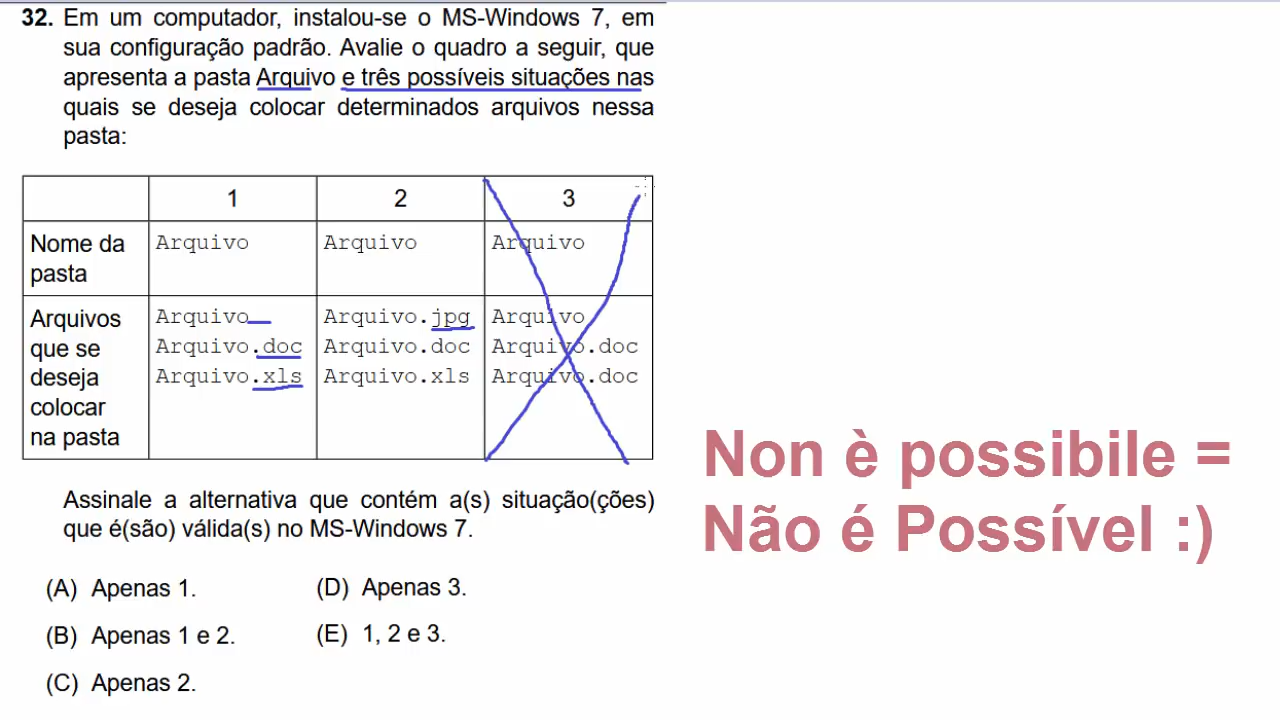 32. Em um computador, instalou-se o MS-Windows 7, em
sua configuração padrão. Avalie o quadro a seguir, que
apresenta a pasta Arquivo e três possíveis situações nas
quais se deseja colocar determinados arquivos nessa
pasta:
1 2 3
Nome da
pasta
Arquivo Arquivo Arquivo
Arquivos
que se
deseja
colocar
na pasta
Arquivo
Arquivo.doc
Arquivo.xls
Arquivo.jpg
Arquivo.doc
Arquivo.xls
Arquivo
Arquivo.doc
Arquivo.doc
Non è possibile =
Não é Possível :)
Assinale a alternativa que contém a(s) situação(ções)
que é(são) válida(s) no MS-Windows 7.
(A) Apenas 1.
(B) Apenas 1 e 2.
(C) Apenas 2.
(D) Apenas 3.
(E) 1, 2 e 3.